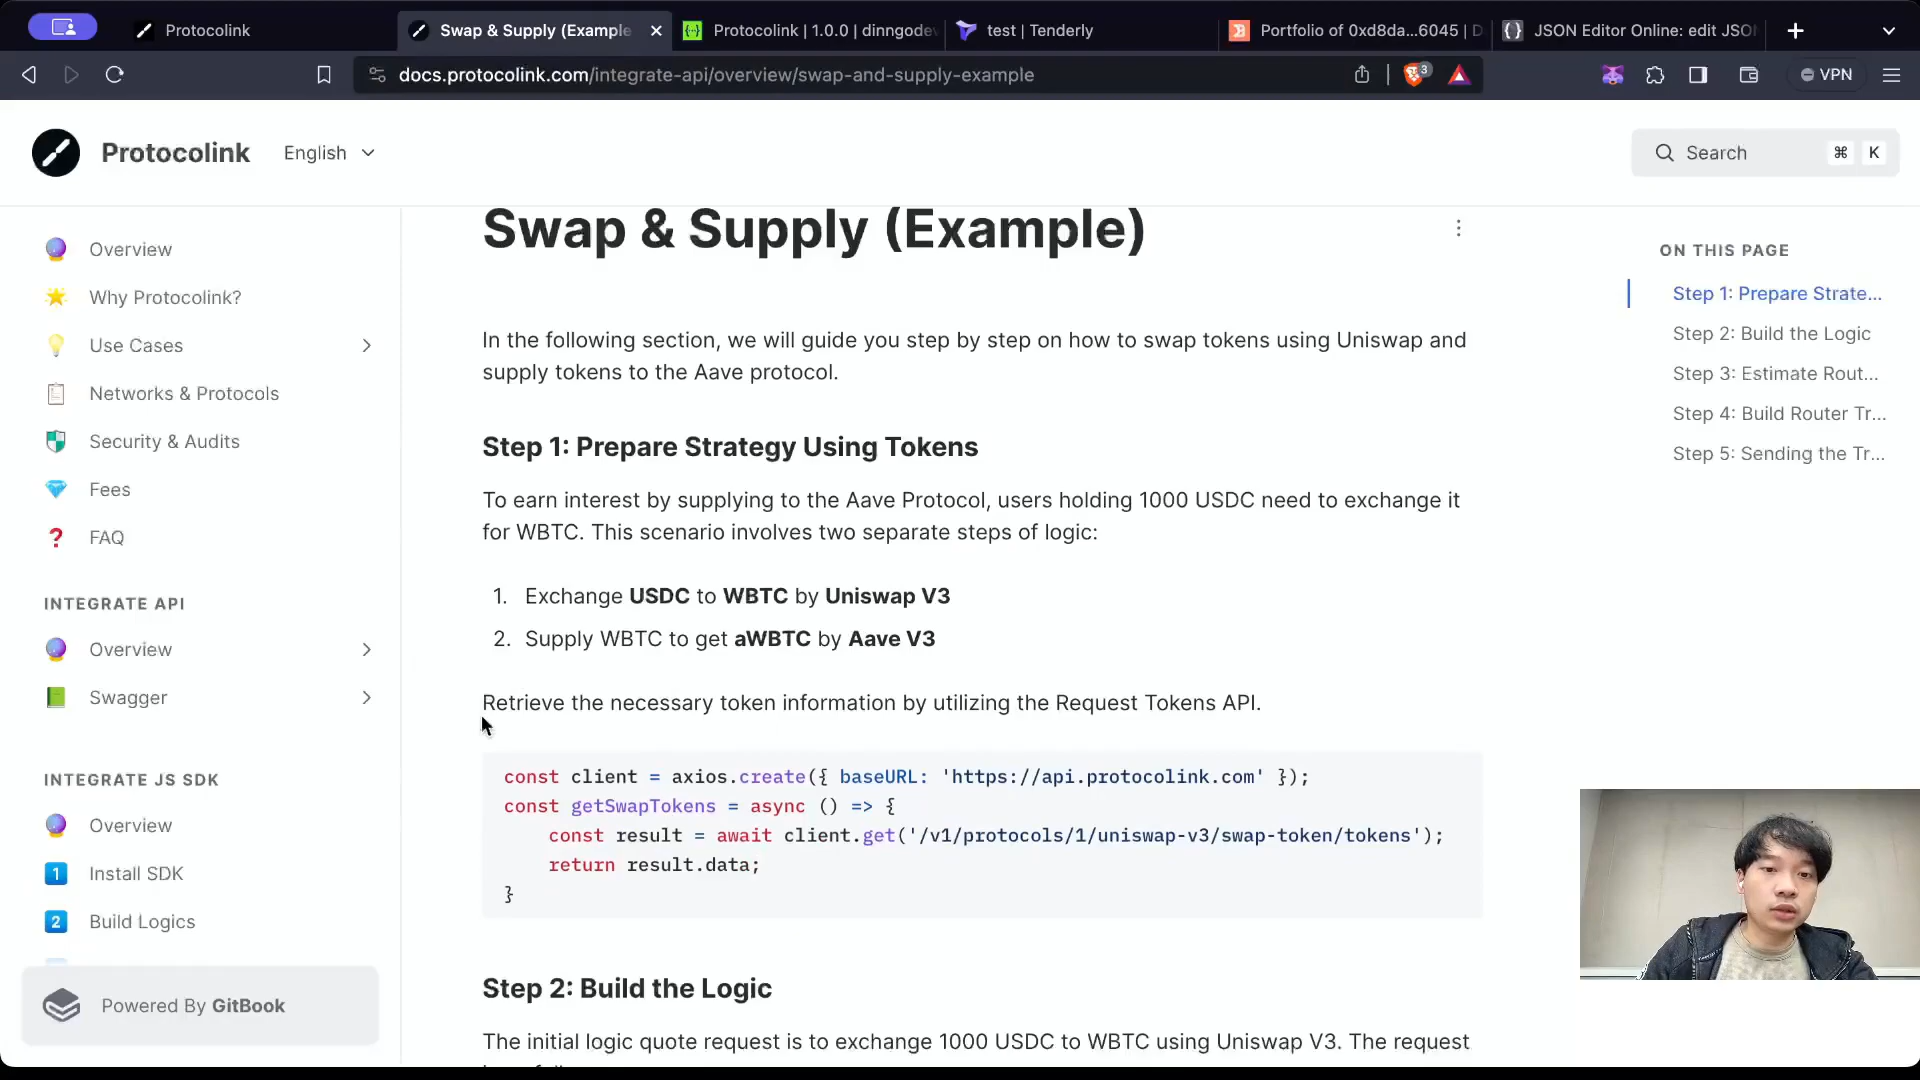 Protocolink
Swap & Supply (Example
Protocolink | 1.0.0 | dinngodev
test | Tenderly
Portfolio of 0xd8da...6045 | D
JSON Editor Online: edit JSON
docs.protocolink.com/integrate-api/overview/swap-and-supply-example
3
VPN
Protocolink
English
Search
⌘ K
Overview
Why Protocolink?
Use Cases
Networks & Protocols
Security & Audits
Fees
FAQ
INTEGRATE API
Overview
Swagger
INTEGRATE JS SDK
Overview
1 Install SDK
2 Build Logics
Powered By GitBook
Swap & Supply (Example)
In the following section, we will guide you step by step on how to swap tokens using Uniswap and
supply tokens to the Aave protocol.
Step 1: Prepare Strategy Using Tokens
To earn interest by supplying to the Aave Protocol, users holding 1000 USDC need to exchange it
for WBTC. This scenario involves two separate steps of logic:
1. Exchange USDC to WBTC by Uniswap V3
2. Supply WBTC to get aWBTC by Aave V3
Retrieve the necessary token information by utilizing the Request Tokens API.
const client = axios.create({ baseURL: 'https://api.protocolink.com' });
const getSwapTokens = async () => {
const result = await client.get('/v1/protocols/1/uniswap-v3/swap-token/tokens');
return result.data;
}
Step 2: Build the Logic
The initial logic quote request is to exchange 1000 USDC to WBTC using Uniswap V3. The request
ON THIS PAGE
Step 1: Prepare Strate...
Step 2: Build the Logic
Step 3: Estimate Rout...
Step 4: Build Router Tr...
Step 5: Sending the Tr...